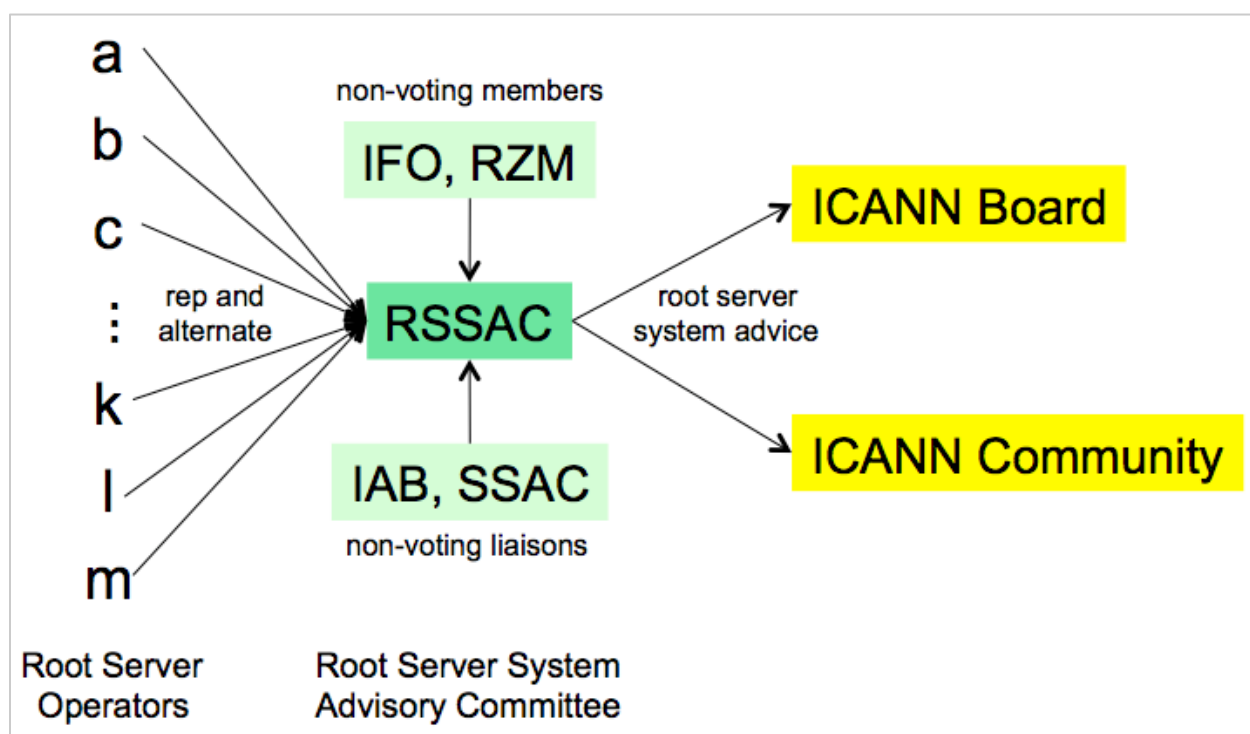 a
b
c
⋮
k
l
m
rep and
alternate
non-voting members
IFO, RZM
RSSAC
IAB, SSAC
non-voting liaisons
root server
system advice
ICANN Board
ICANN Community
Root Server
Operators
Root Server System
Advisory Committee